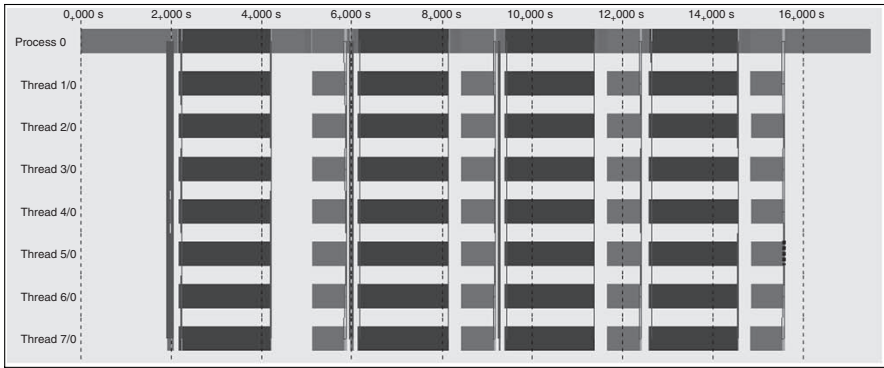 0,000 s 2,000 s 4,000 s 6,000 s 8,000 s 10,000 s 12,000 s 14,000 s 16,000 s
Process 0
Thread 1/0
Thread 2/0
Thread 3/0
Thread 4/0
Thread 5/0
Thread 6/0
Thread 7/0